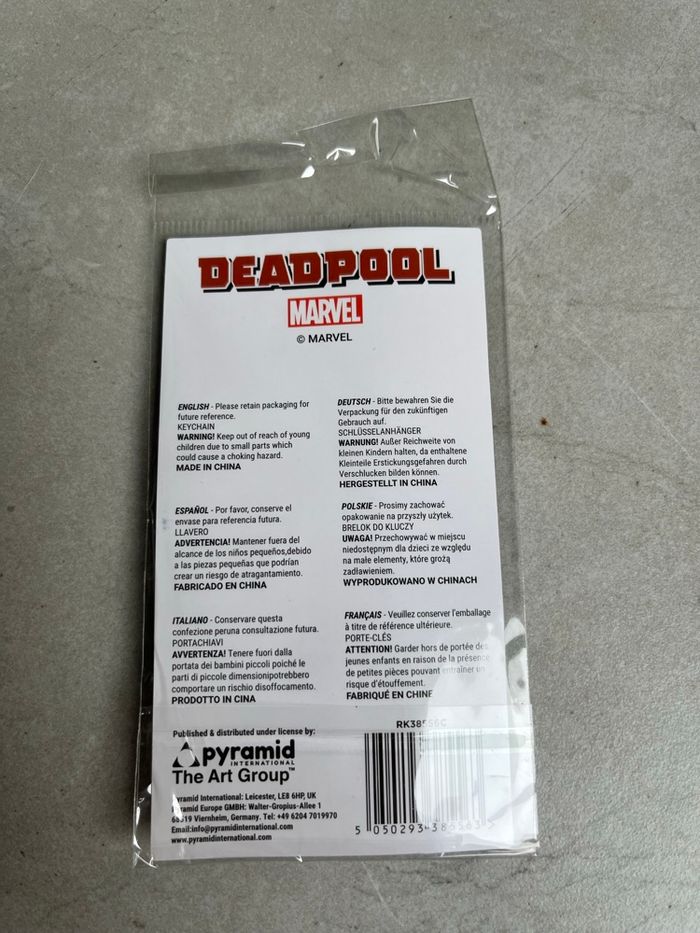 DEADPOOL
MARVEL
© MARVEL
ENGLISH - Please retain packaging for
future reference.
KEYCHAIN
WARNING! Keep out of reach of young
children due to small parts which
could cause a choking hazard.
MADE IN CHINA
DEUTSCH - Bitte bewahren Sie die
Verpackung für den zukünftigen
Gebrauch auf.
SCHLÜSSELANHÄNGER
WARNUNG! Außer Reichweite von
kleinen Kindern halten, da enthaltene
Kleinteile Erstickungsgefahren durch
Verschlucken bilden können.
HERGESTELLT IN CHINA
ESPAÑOL - Por favor, conserve el
envase para referencia futura.
LLAVERO
ADVERTENCIA! Mantener fuera del
alcance de los niños pequeños,debido
a las piezas pequeñas que podrían
crear un riesgo de atragantamiento.
FABRICADO EN CHINA
POLSKIE - Prosimy zachować
opakowanie na przyszły użytek.
BRELOK DO KLUCZY
UWAGA! Przechowywać w miejscu
niedostępnym dla dzieci ze względu
na małe elementy, które grożą
zadławieniem.
WYPRODUKOWANO W CHINACH
ITALIANO - Conservare questa
confezione peruna consultazione futura.
PORTACHIAVI
AVVERTENZA! Tenere fuori dalla
portata dei bambini piccoli poiché le
parti di piccole dimensionipotrebbero
comportare un rischio disoffocamento.
PRODOTTO IN CINA
FRANÇAIS - Veuillez conserver l'emballage
à titre de référence ultérieure.
PORTE-CLÉS
ATTENTION! Garder hors de portée des
jeunes enfants en raison de la présence
de petites pièces pouvant entraîner un
risque d'étouffement.
FABRIQUÉ EN CHINE
Published & distributed under license by:
pyramid
INTERNATIONAL
The Art Group™
Pyramid International: Leicester, LE8 6HP, UK
Pyramid Europe GMBH: Walter-Gropius-Allee 1
68519 Viernheim, Germany. Tel: +49 6204 7019970
Email:info@pyramidinternational.com
www.pyramidinternational.com
5 050293